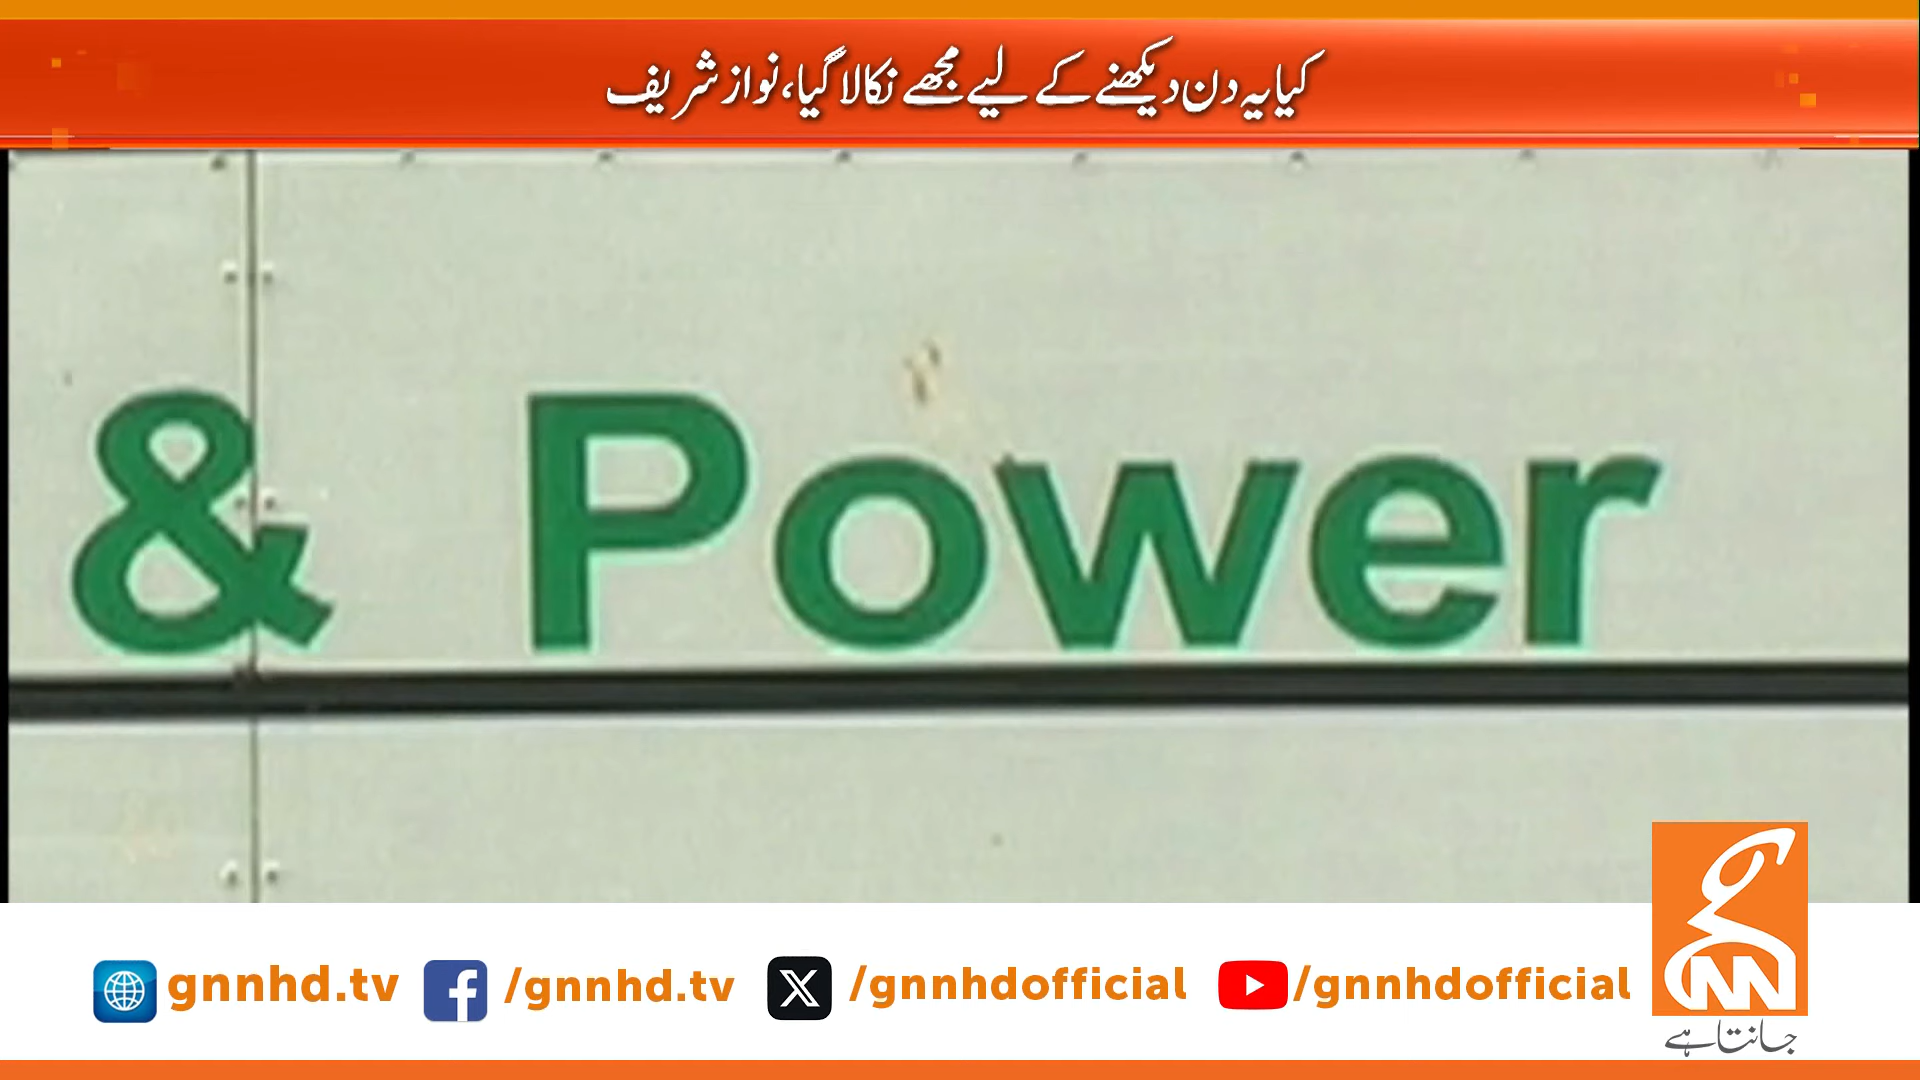 کیا یہ دن دیکھنے کے لیے مجھے نکالا گیا، نواز شریف
& Power
gnnhd.tv /gnnhd.tv /gnnhdofficial /gnnhdofficial
GNN
جانتا ہے